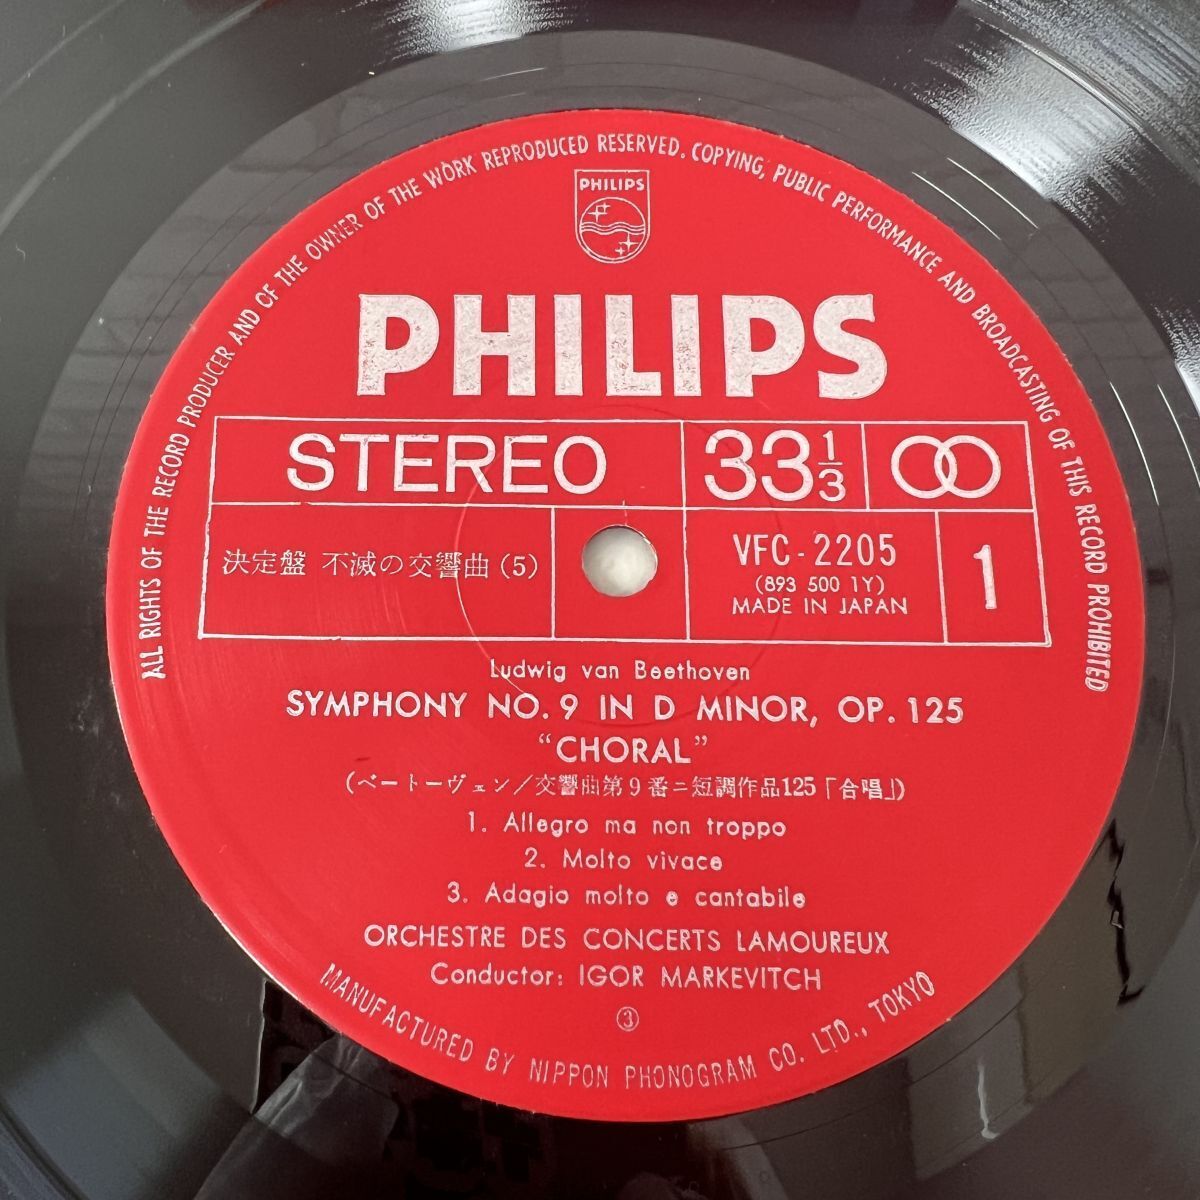 ALL RIGHTS OF THE RECORD PRODUCER AND OF THE OWNER OF THE WORK REPRODUCED RESERVED. COPYING, PUBLIC PERFORMANCE AND BROADCASTING OF THIS RECORD PROHIBITED
PHILIPS
PHILIPS
STEREO 33 1/3
決定盤 不滅の交響曲(5) VFC-2205 1
(893 500 1Y)
MADE IN JAPAN
Ludwig van Beethoven
SYMPHONY NO. 9 IN D MINOR, OP. 125
“CHORAL”
(ベートーヴェン/交響曲第9番ニ短調作品125「合唱」)
1. Allegro ma non troppo
2. Molto vivace
3. Adagio molto e cantabile
ORCHESTRE DES CONCERTS LAMOUREUX
Conductor: IGOR MARKEVITCH
③
MANUFACTURED BY NIPPON PHONOGRAM CO. LTD., TOKYO